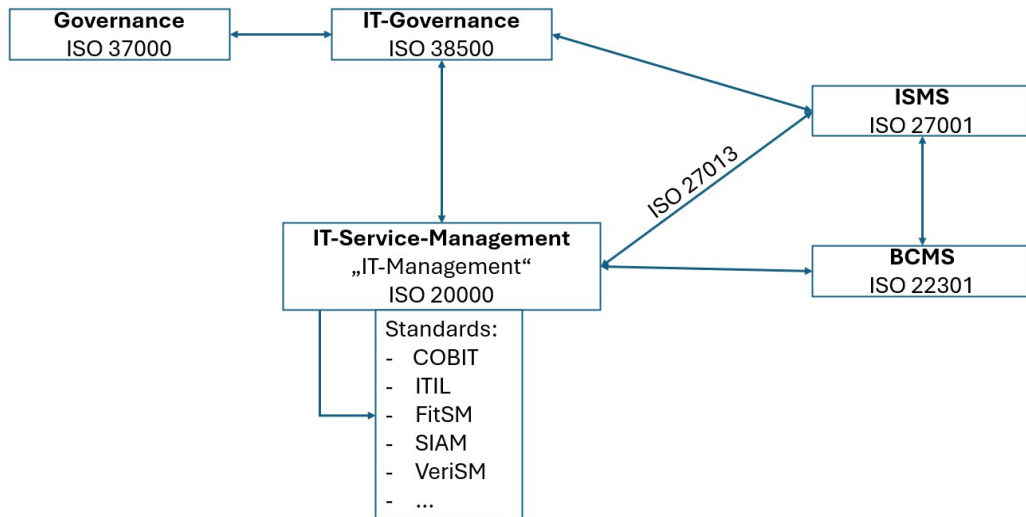 Governance
ISO 37000
IT-Governance
ISO 38500
ISMS
ISO 27001
ISO 27013
IT-Service-Management
„IT-Management“
ISO 20000
BCMS
ISO 22301
Standards:
- COBIT
- ITIL
- FitSM
- SIAM
- VeriSM
- ...